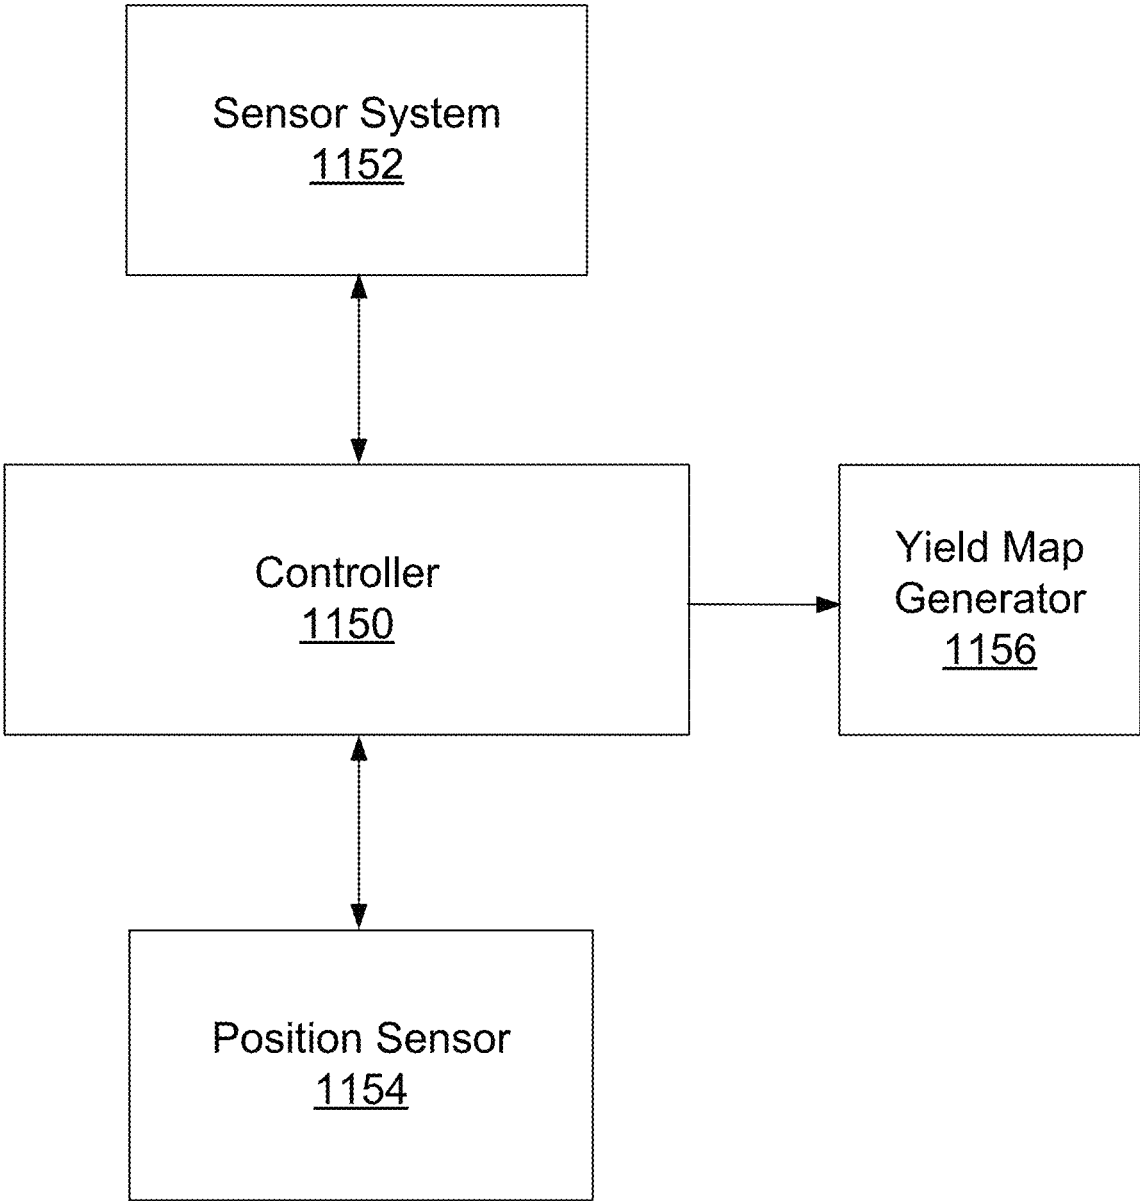 Sensor System
1152
Controller
1150
Yield Map
Generator
1156
Position Sensor
1154